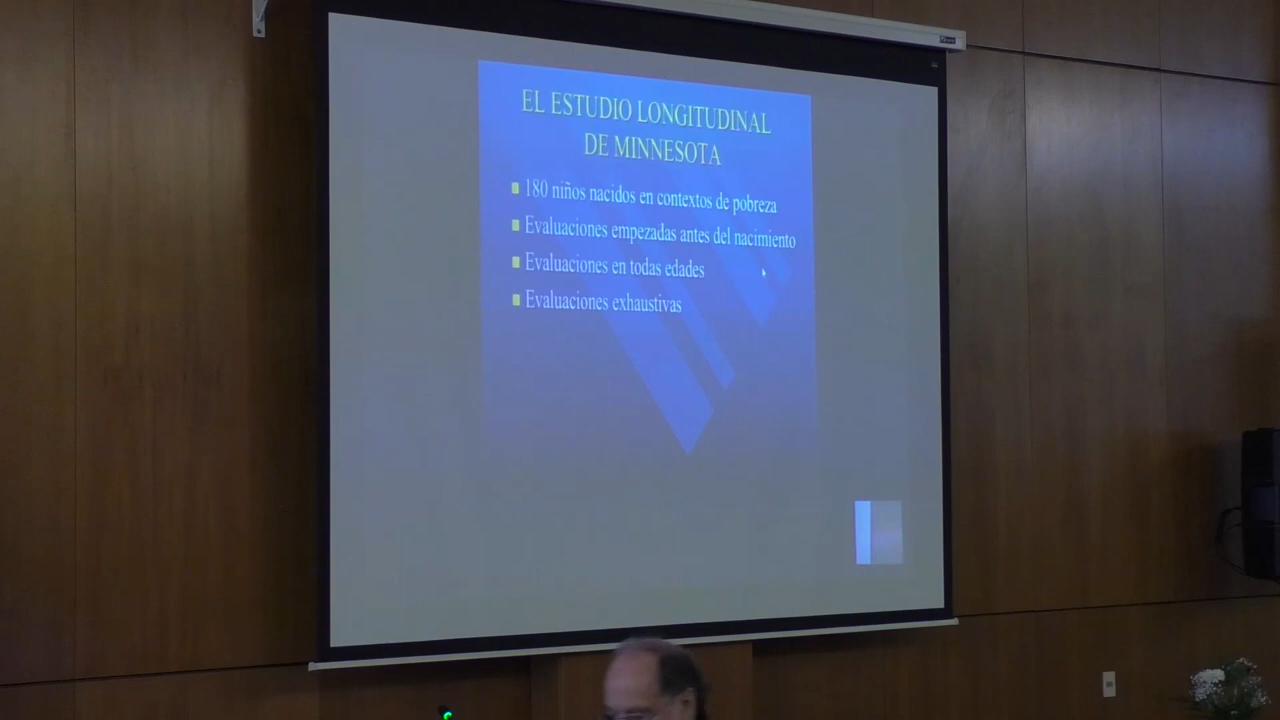 EL ESTUDIO LONGITUDINAL
DE MINNESOTA
180 niños nacidos en contextos de pobreza
Evaluaciones empezadas antes del nacimiento
Evaluaciones en todas edades
Evaluaciones exhaustivas